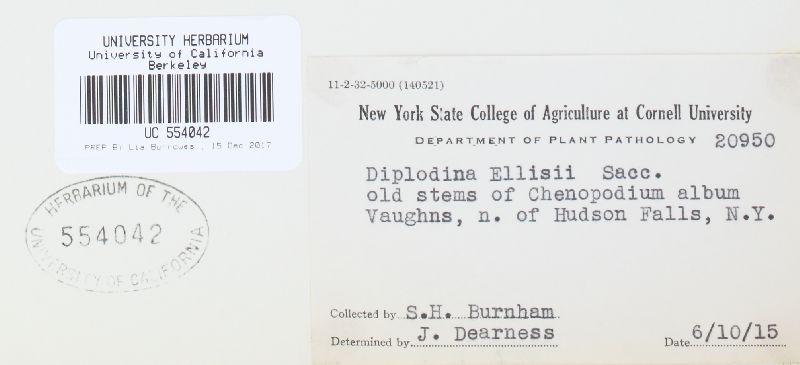 UNIVERSITY HERBARIUM
University of California
Berkeley
UC 554042
PREP BY Lia Burrowes, 15 Dec 2017
HERBARIUM OF THE
554042
UNIVERSITY OF CALIFORNIA
11-2-32-5000 (140521)
New York State College of Agriculture at Cornell University
DEPARTMENT OF PLANT PATHOLOGY 20950
Diplodina Ellisii Sacc.
old stems of Chenopodium album
Vaughns, n. of Hudson Falls, N.Y.
Collected by S.H. Burnham
Determined by J. Dearness
Date 6/10/15